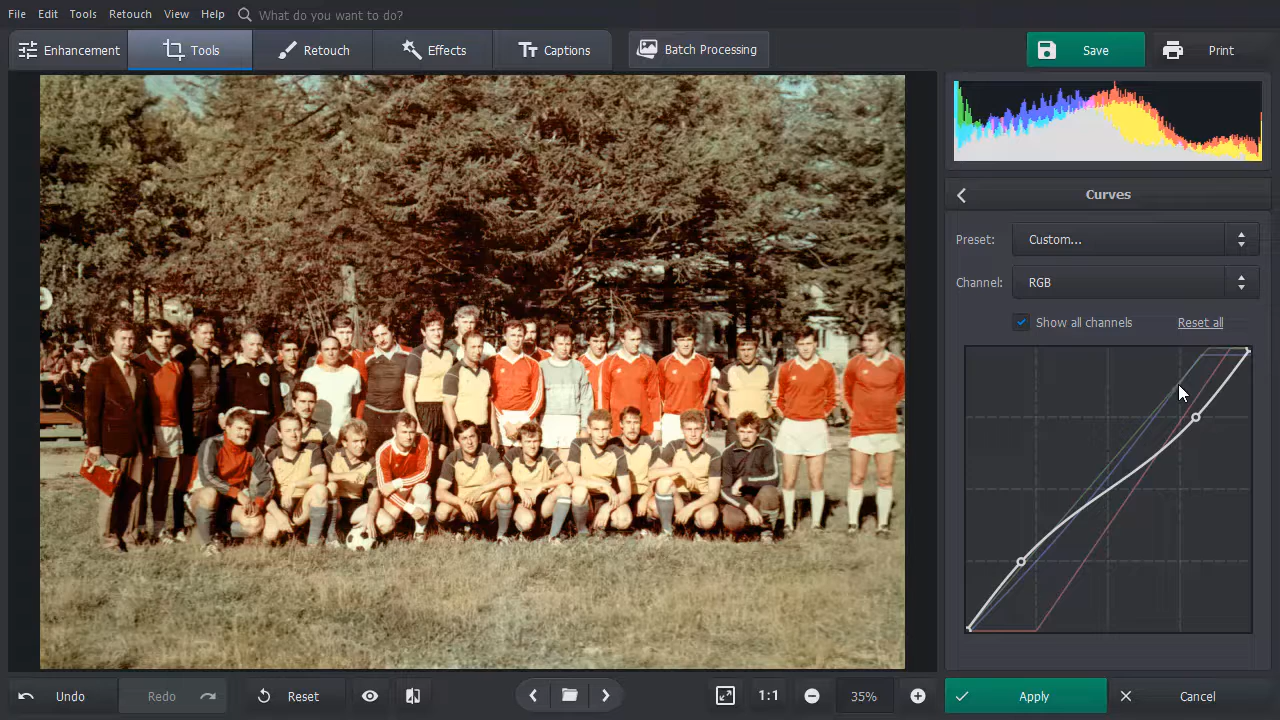 File Edit Tools Retouch View Help What do you want to do?
Enhancement Tools Retouch Effects Captions Batch Processing Save Print
Curves
Preset: Custom...
Channel: RGB
Show all channels Reset all
Undo Redo Reset 1:1 35% Apply Cancel